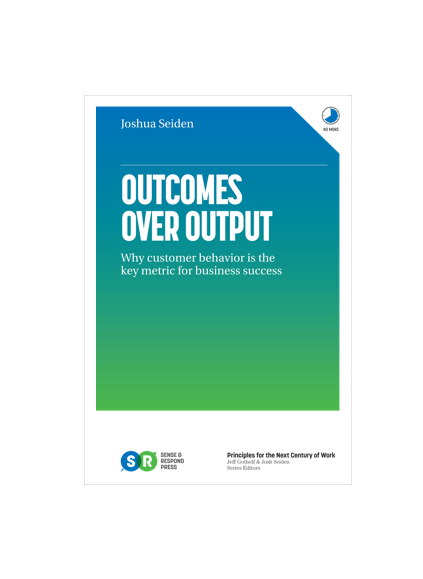 Joshua Seiden
40 MINS
OUTCOMES
OVER OUTPUT
Why customer behavior is the
key metric for business success
SR
SENSE &
RESPOND
PRESS
Principles for the Next Century of Work
Jeff Gothelf & Josh Seiden
Series Editors